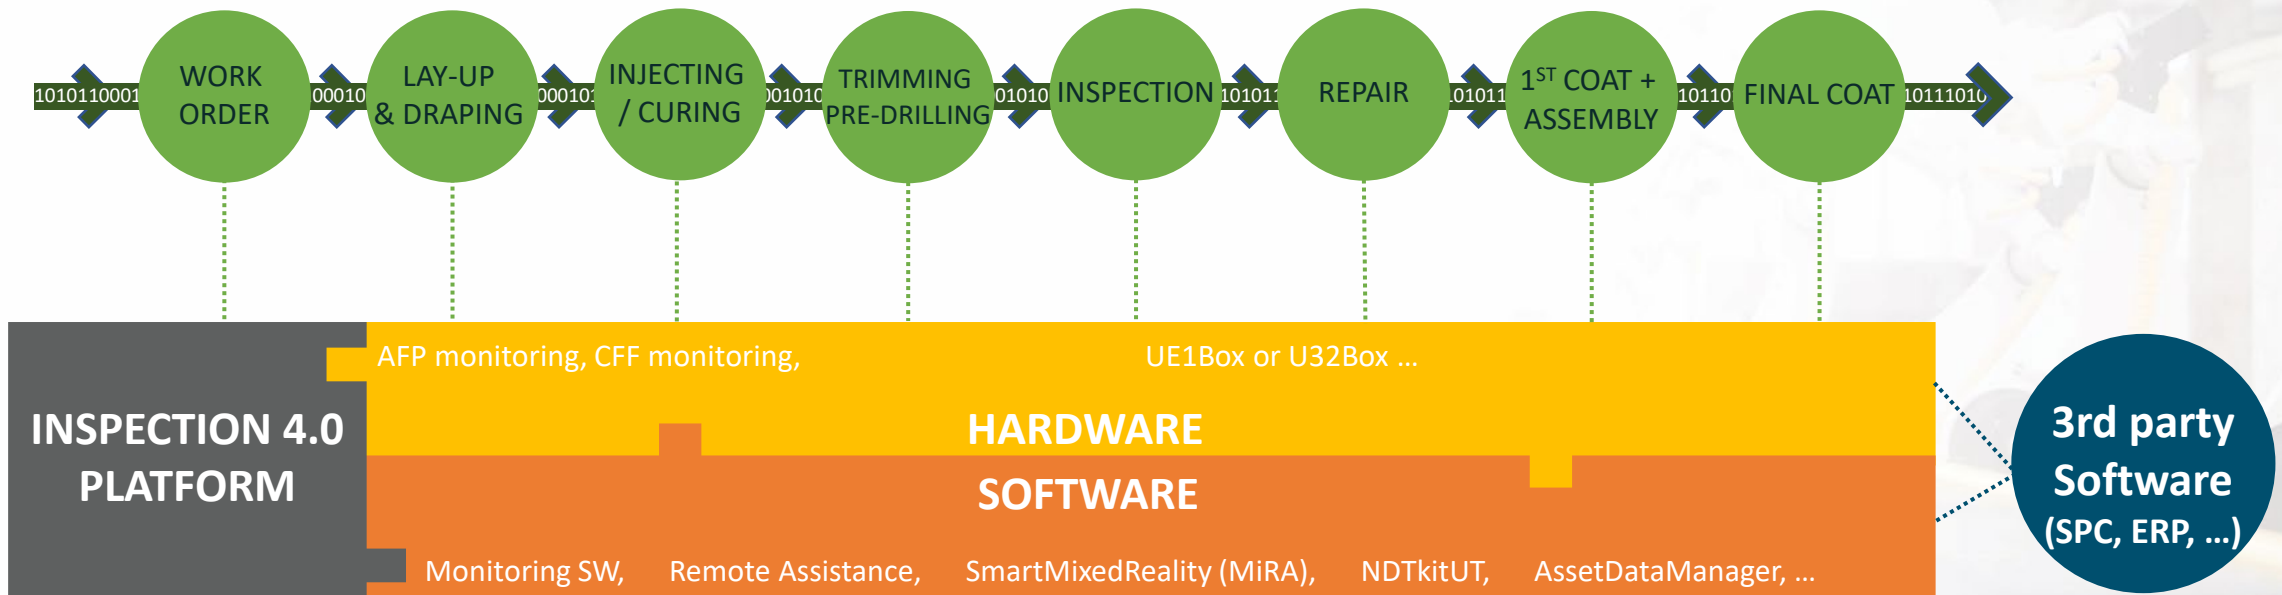 1010110001
WORK
ORDER
00010
LAY-UP
& DRAPING
000101
INJECTING
/ CURING
001010
TRIMMING
PRE-DRILLING
010101
INSPECTION
101011
REPAIR
101011
1ST COAT +
ASSEMBLY
10110
FINAL COAT
10111010
AFP monitoring, CFF monitoring,
UE1Box or U32Box ...
INSPECTION 4.0
PLATFORM
HARDWARE
SOFTWARE
Monitoring SW, Remote Assistance, SmartMixedReality (MiRA), NDTkitUT, AssetDataManager, ...
3rd party
Software
(SPC, ERP, ...)